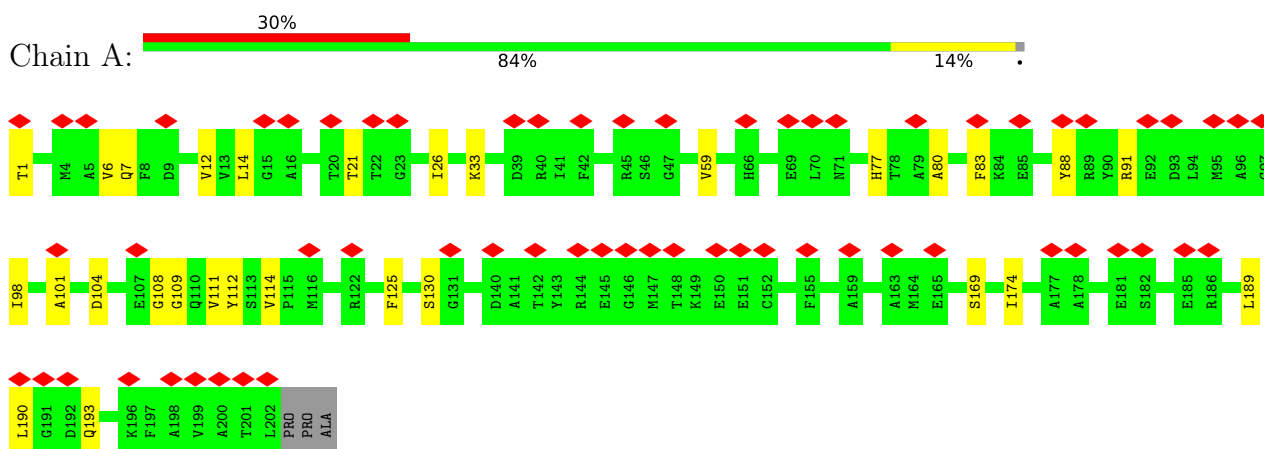 30%
Chain A:
84% 14% •
T1 M4 A5 V6 Q7 F8 D9 V12 V13 L14 G15 A16 T20 T21 T22 G23 I26 K33 D39 R40 I41 F42 R45 S46 G47 V59 H66 E69 L70 N71 H77 T78 A79 A80 F83 K84 E85 Y88 R89 Y90 R91 E92 D93 L94 M95 A96 G97
I98 A101 D104 E107 G108 G109 Q110 V111 Y112 S113 V114 P115 M116 R122 F125 S130 G131 D140 A141 T142 Y143 R144 E145 G146 M147 T148 K149 E150 E151 C152 F155 A159 A163 M164 E165 S169 I174 A177 A178 E181 S182 E185 R186 L189
L190 G191 D192 Q193 K196 F197 A198 V199 A200 T201 L202 PRO PRO ALA